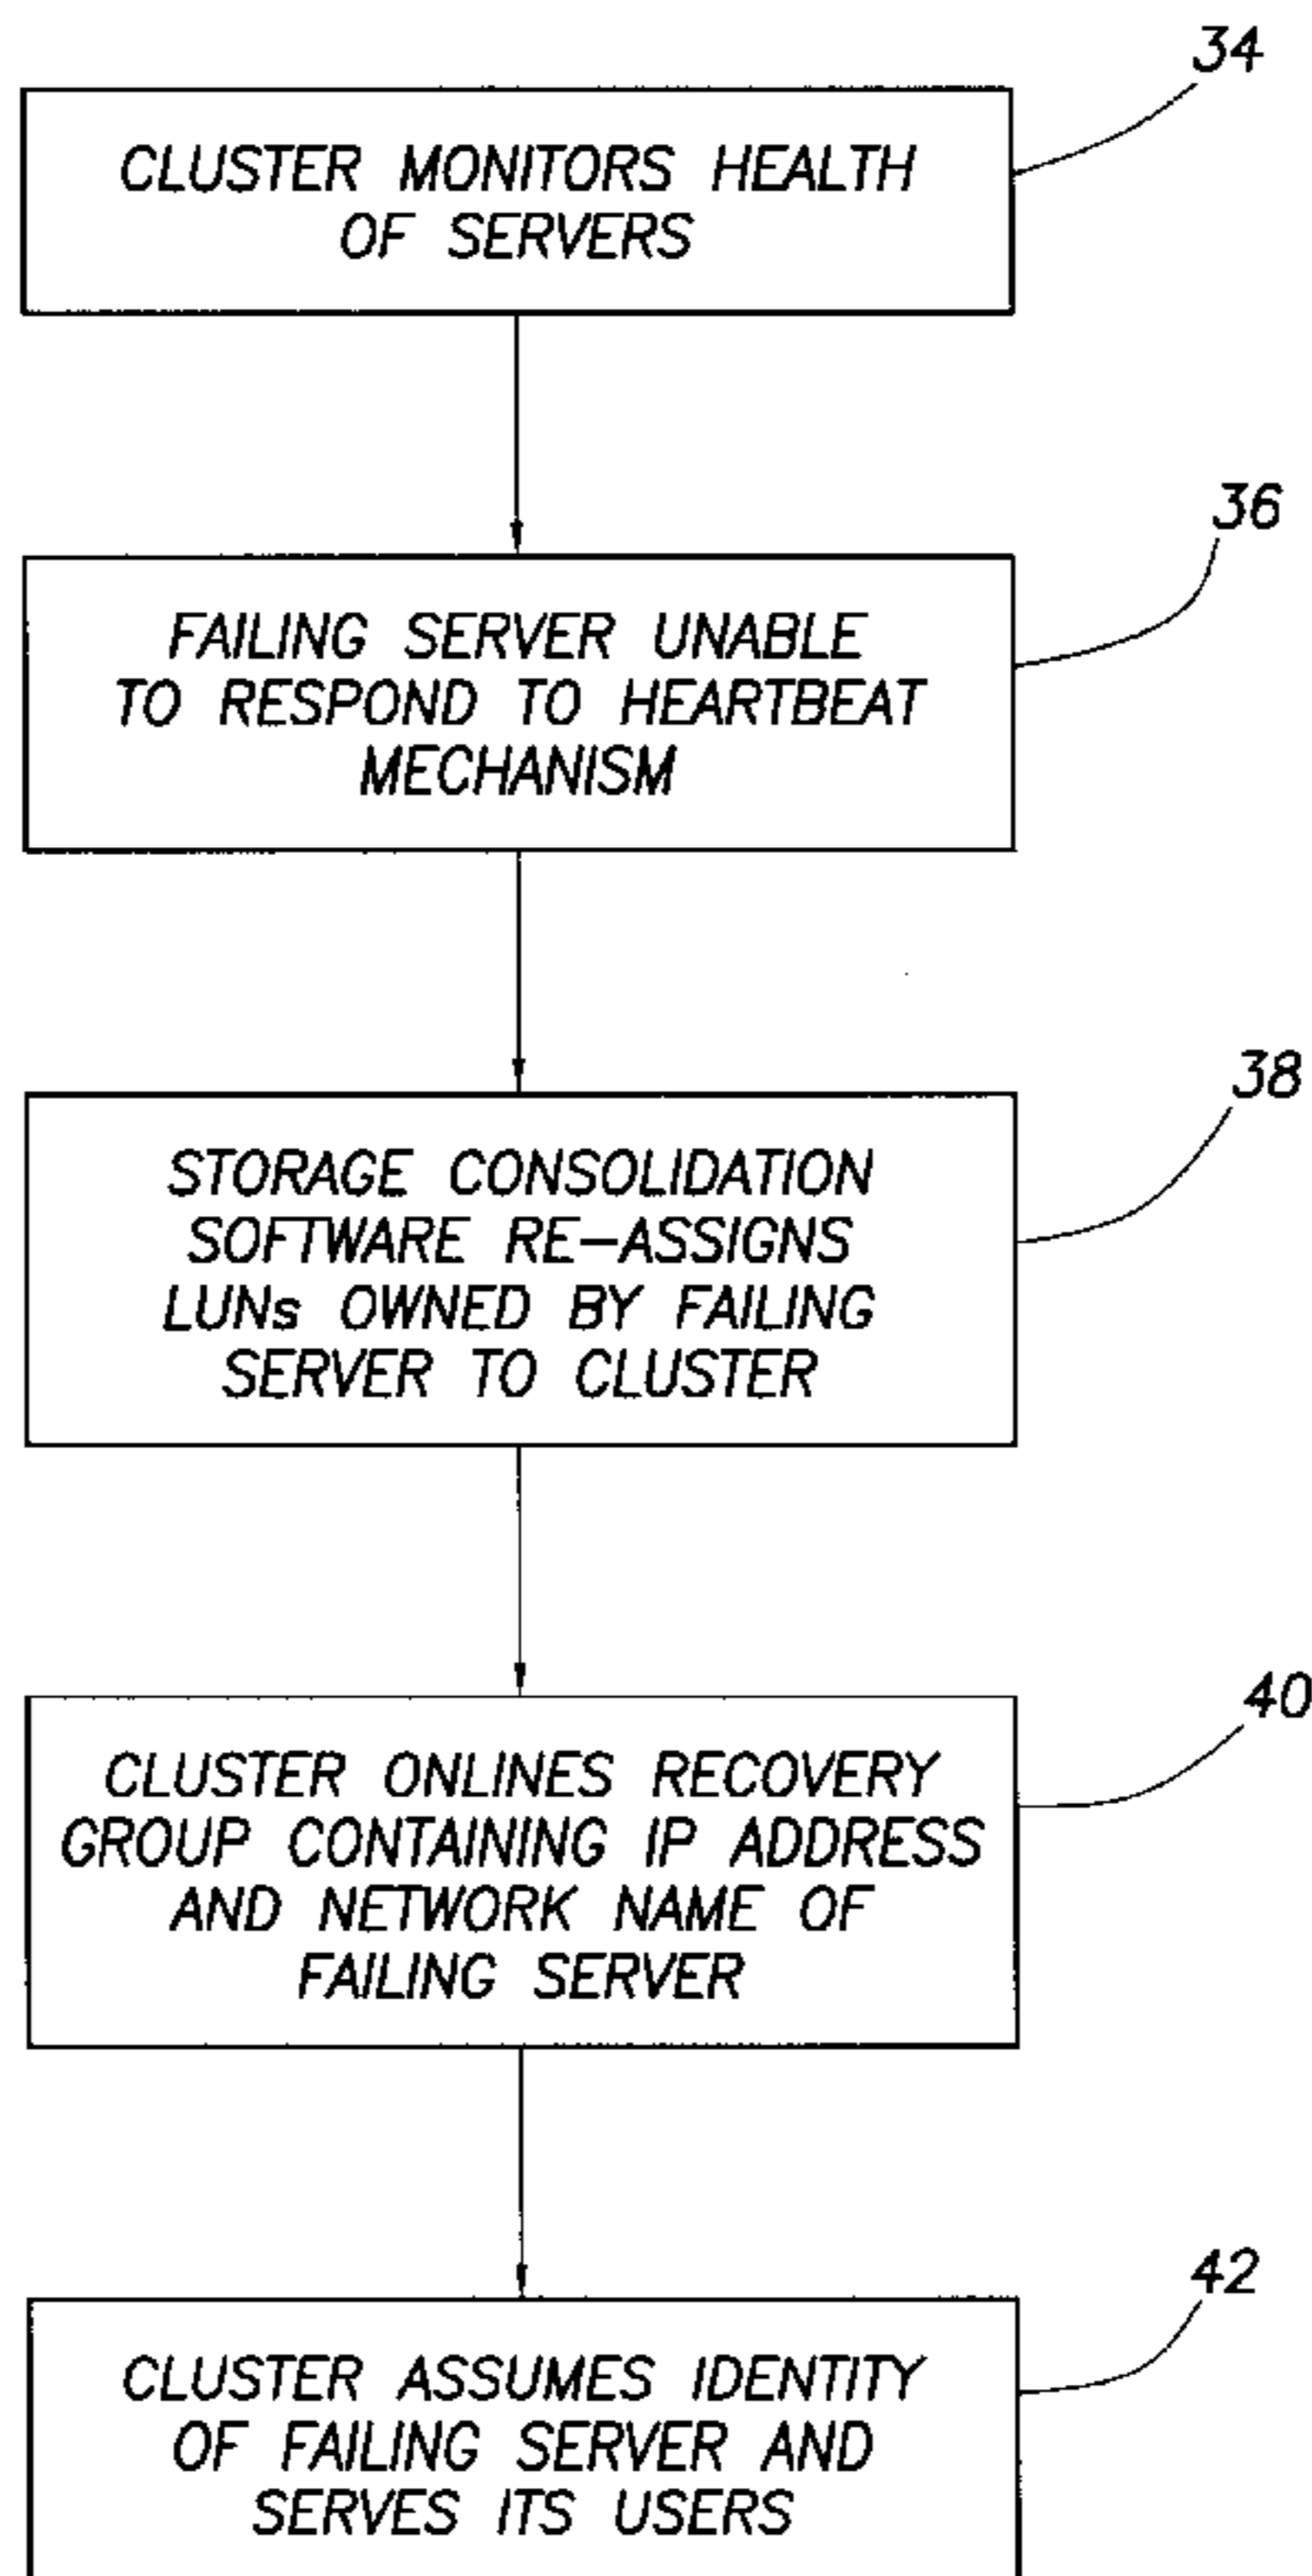 34
CLUSTER MONITORS HEALTH
OF SERVERS
36
FAILING SERVER UNABLE
TO RESPOND TO HEARTBEAT
MECHANISM
38
STORAGE CONSOLIDATION
SOFTWARE RE-ASSIGNS
LUNs OWNED BY FAILING
SERVER TO CLUSTER
40
CLUSTER ONLINES RECOVERY
GROUP CONTAINING IP ADDRESS
AND NETWORK NAME OF
FAILING SERVER
42
CLUSTER ASSUMES IDENTITY
OF FAILING SERVER AND
SERVES ITS USERS